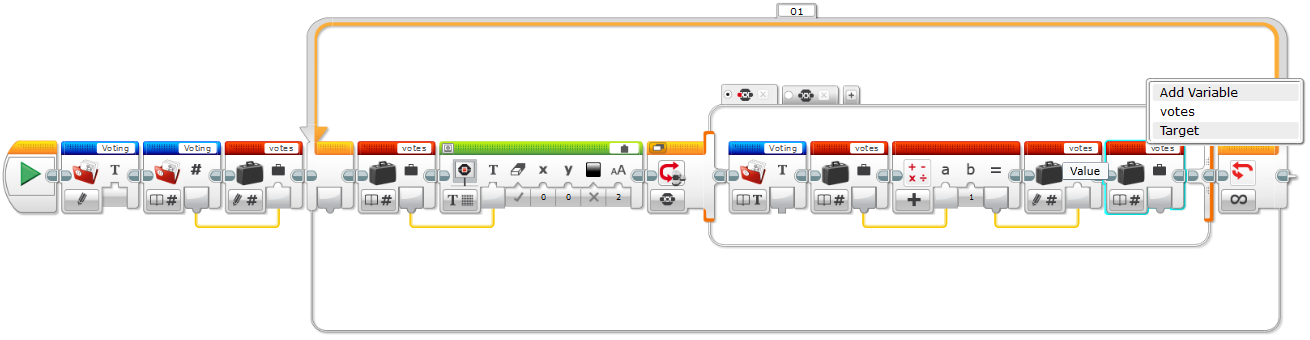 01
Add Variable
votes
Target
Voting
T
Voting
#
votes
votes
T x y AA
Voting
T
votes
a b =
votes
votes
#
#
#
T
0 0 2
T
#
1
#
#
Value